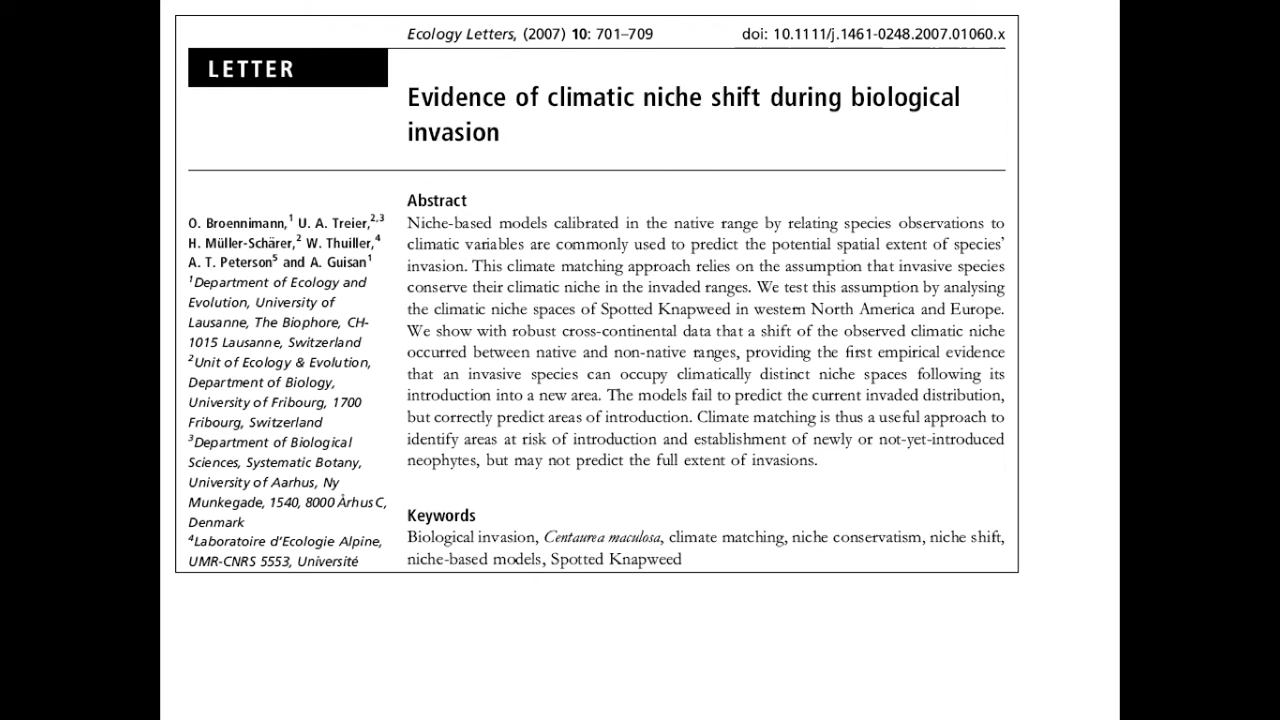 Ecology Letters, (2007) 10: 701–709
doi: 10.1111/j.1461-0248.2007.01060.x
LETTER
Evidence of climatic niche shift during biological
invasion
O. Broennimann,1 U. A. Treier,2,3
H. Müller-Schärer,2 W. Thuiller,4
A. T. Peterson5 and A. Guisan1
1Department of Ecology and
Evolution, University of
Lausanne, The Biophore, CH-
1015 Lausanne, Switzerland
2Unit of Ecology & Evolution,
Department of Biology,
University of Fribourg, 1700
Fribourg, Switzerland
3Department of Biological
Sciences, Systematic Botany,
University of Aarhus, Ny
Munkegade, 1540, 8000 Århus C,
Denmark
4Laboratoire d’Ecologie Alpine,
UMR-CNRS 5553, Université
Abstract
Niche-based models calibrated in the native range by relating species observations to
climatic variables are commonly used to predict the potential spatial extent of species’
invasion. This climate matching approach relies on the assumption that invasive species
conserve their climatic niche in the invaded ranges. We test this assumption by analysing
the climatic niche spaces of Spotted Knapweed in western North America and Europe.
We show with robust cross-continental data that a shift of the observed climatic niche
occurred between native and non-native ranges, providing the first empirical evidence
that an invasive species can occupy climatically distinct niche spaces following its
introduction into a new area. The models fail to predict the current invaded distribution,
but correctly predict areas of introduction. Climate matching is thus a useful approach to
identify areas at risk of introduction and establishment of newly or not-yet-introduced
neophytes, but may not predict the full extent of invasions.
Keywords
Biological invasion, Centaurea maculosa, climate matching, niche conservatism, niche shift,
niche-based models, Spotted Knapweed